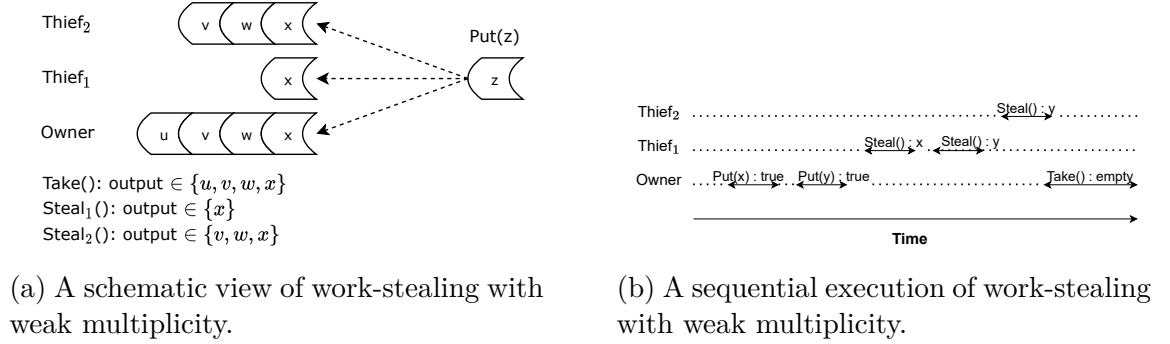 Thief2
v w x
Put(z)
Thief1
x
z
Owner
u v w x
Take(): output ∈ {u, v, w, x}
Steal1(): output ∈ {x}
Steal2(): output ∈ {v, w, x}
(a) A schematic view of work-stealing with
weak multiplicity.
Thief2
Steal() : y
Thief1
Steal() : x
Steal() : y
Owner
Put(x) : true
Put(y) : true
Take() : empty
Time
(b) A sequential execution of work-stealing
with weak multiplicity.